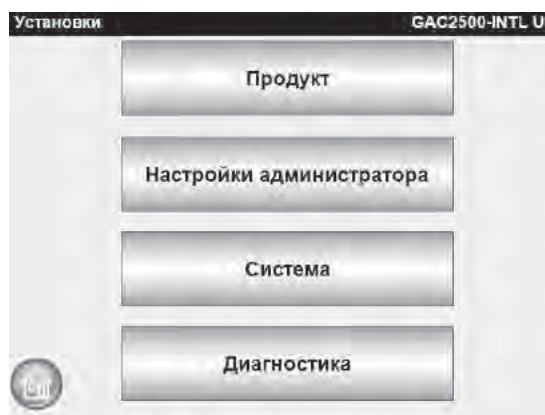 Установки GAC2500-INTL U
Продукт
Настройки администратора
Система
Диагностика